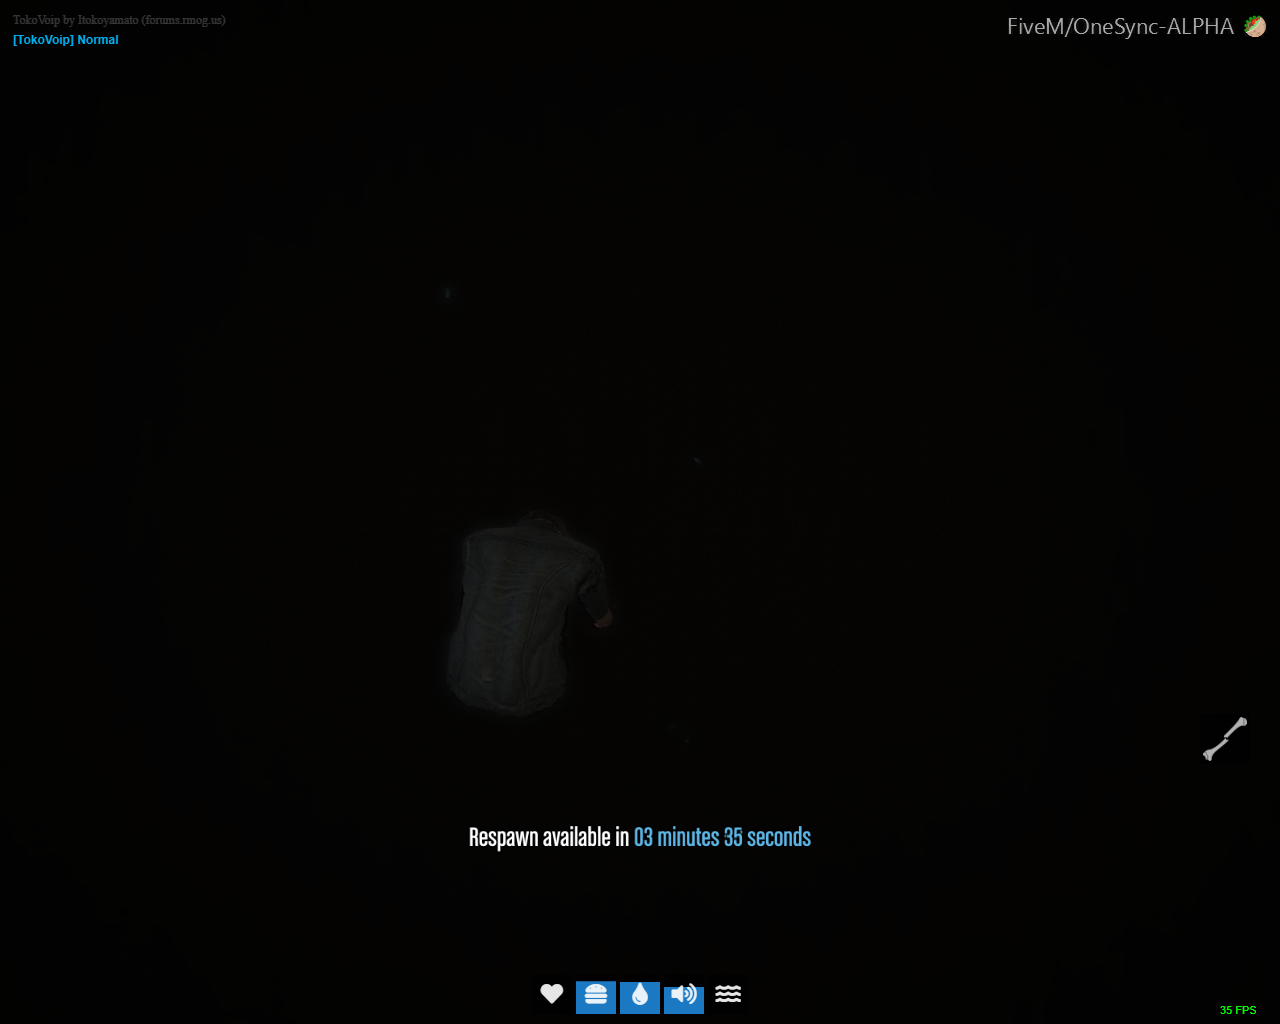 TokoVoip by Itokoyamato (forums.rmog.us)
[TokoVoip] Normal
FiveM/OneSync-ALPHA
Respawn available in 03 minutes 35 seconds
35 FPS